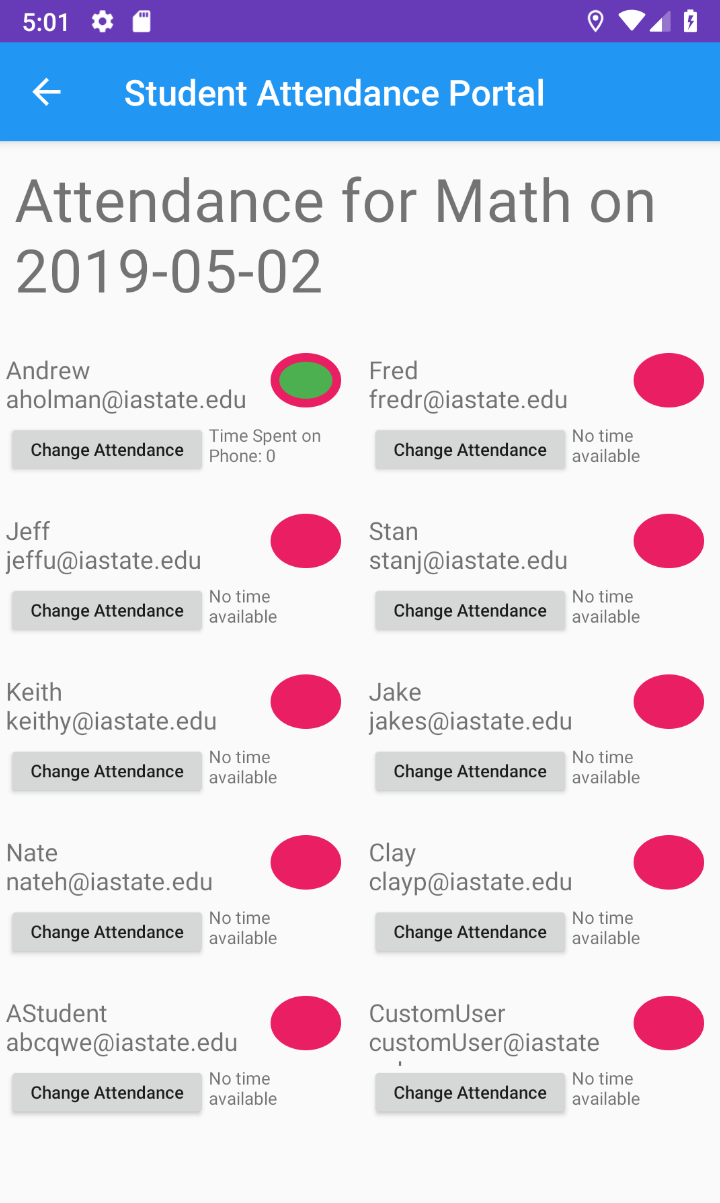 5:01
Student Attendance Portal
Attendance for Math on
2019-05-02
Andrew
aholman@iastate.edu
Change Attendance
Time Spent on
Phone: 0
Fred
fredr@iastate.edu
Change Attendance
No time
available
Jeff
jeffu@iastate.edu
Change Attendance
No time
available
Stan
stanj@iastate.edu
Change Attendance
No time
available
Keith
keithy@iastate.edu
Change Attendance
No time
available
Jake
jakes@iastate.edu
Change Attendance
No time
available
Nate
nateh@iastate.edu
Change Attendance
No time
available
Clay
clayp@iastate.edu
Change Attendance
No time
available
AStudent
abcqwe@iastate.edu
Change Attendance
No time
available
CustomUser
customUser@iastate
Change Attendance
No time
available